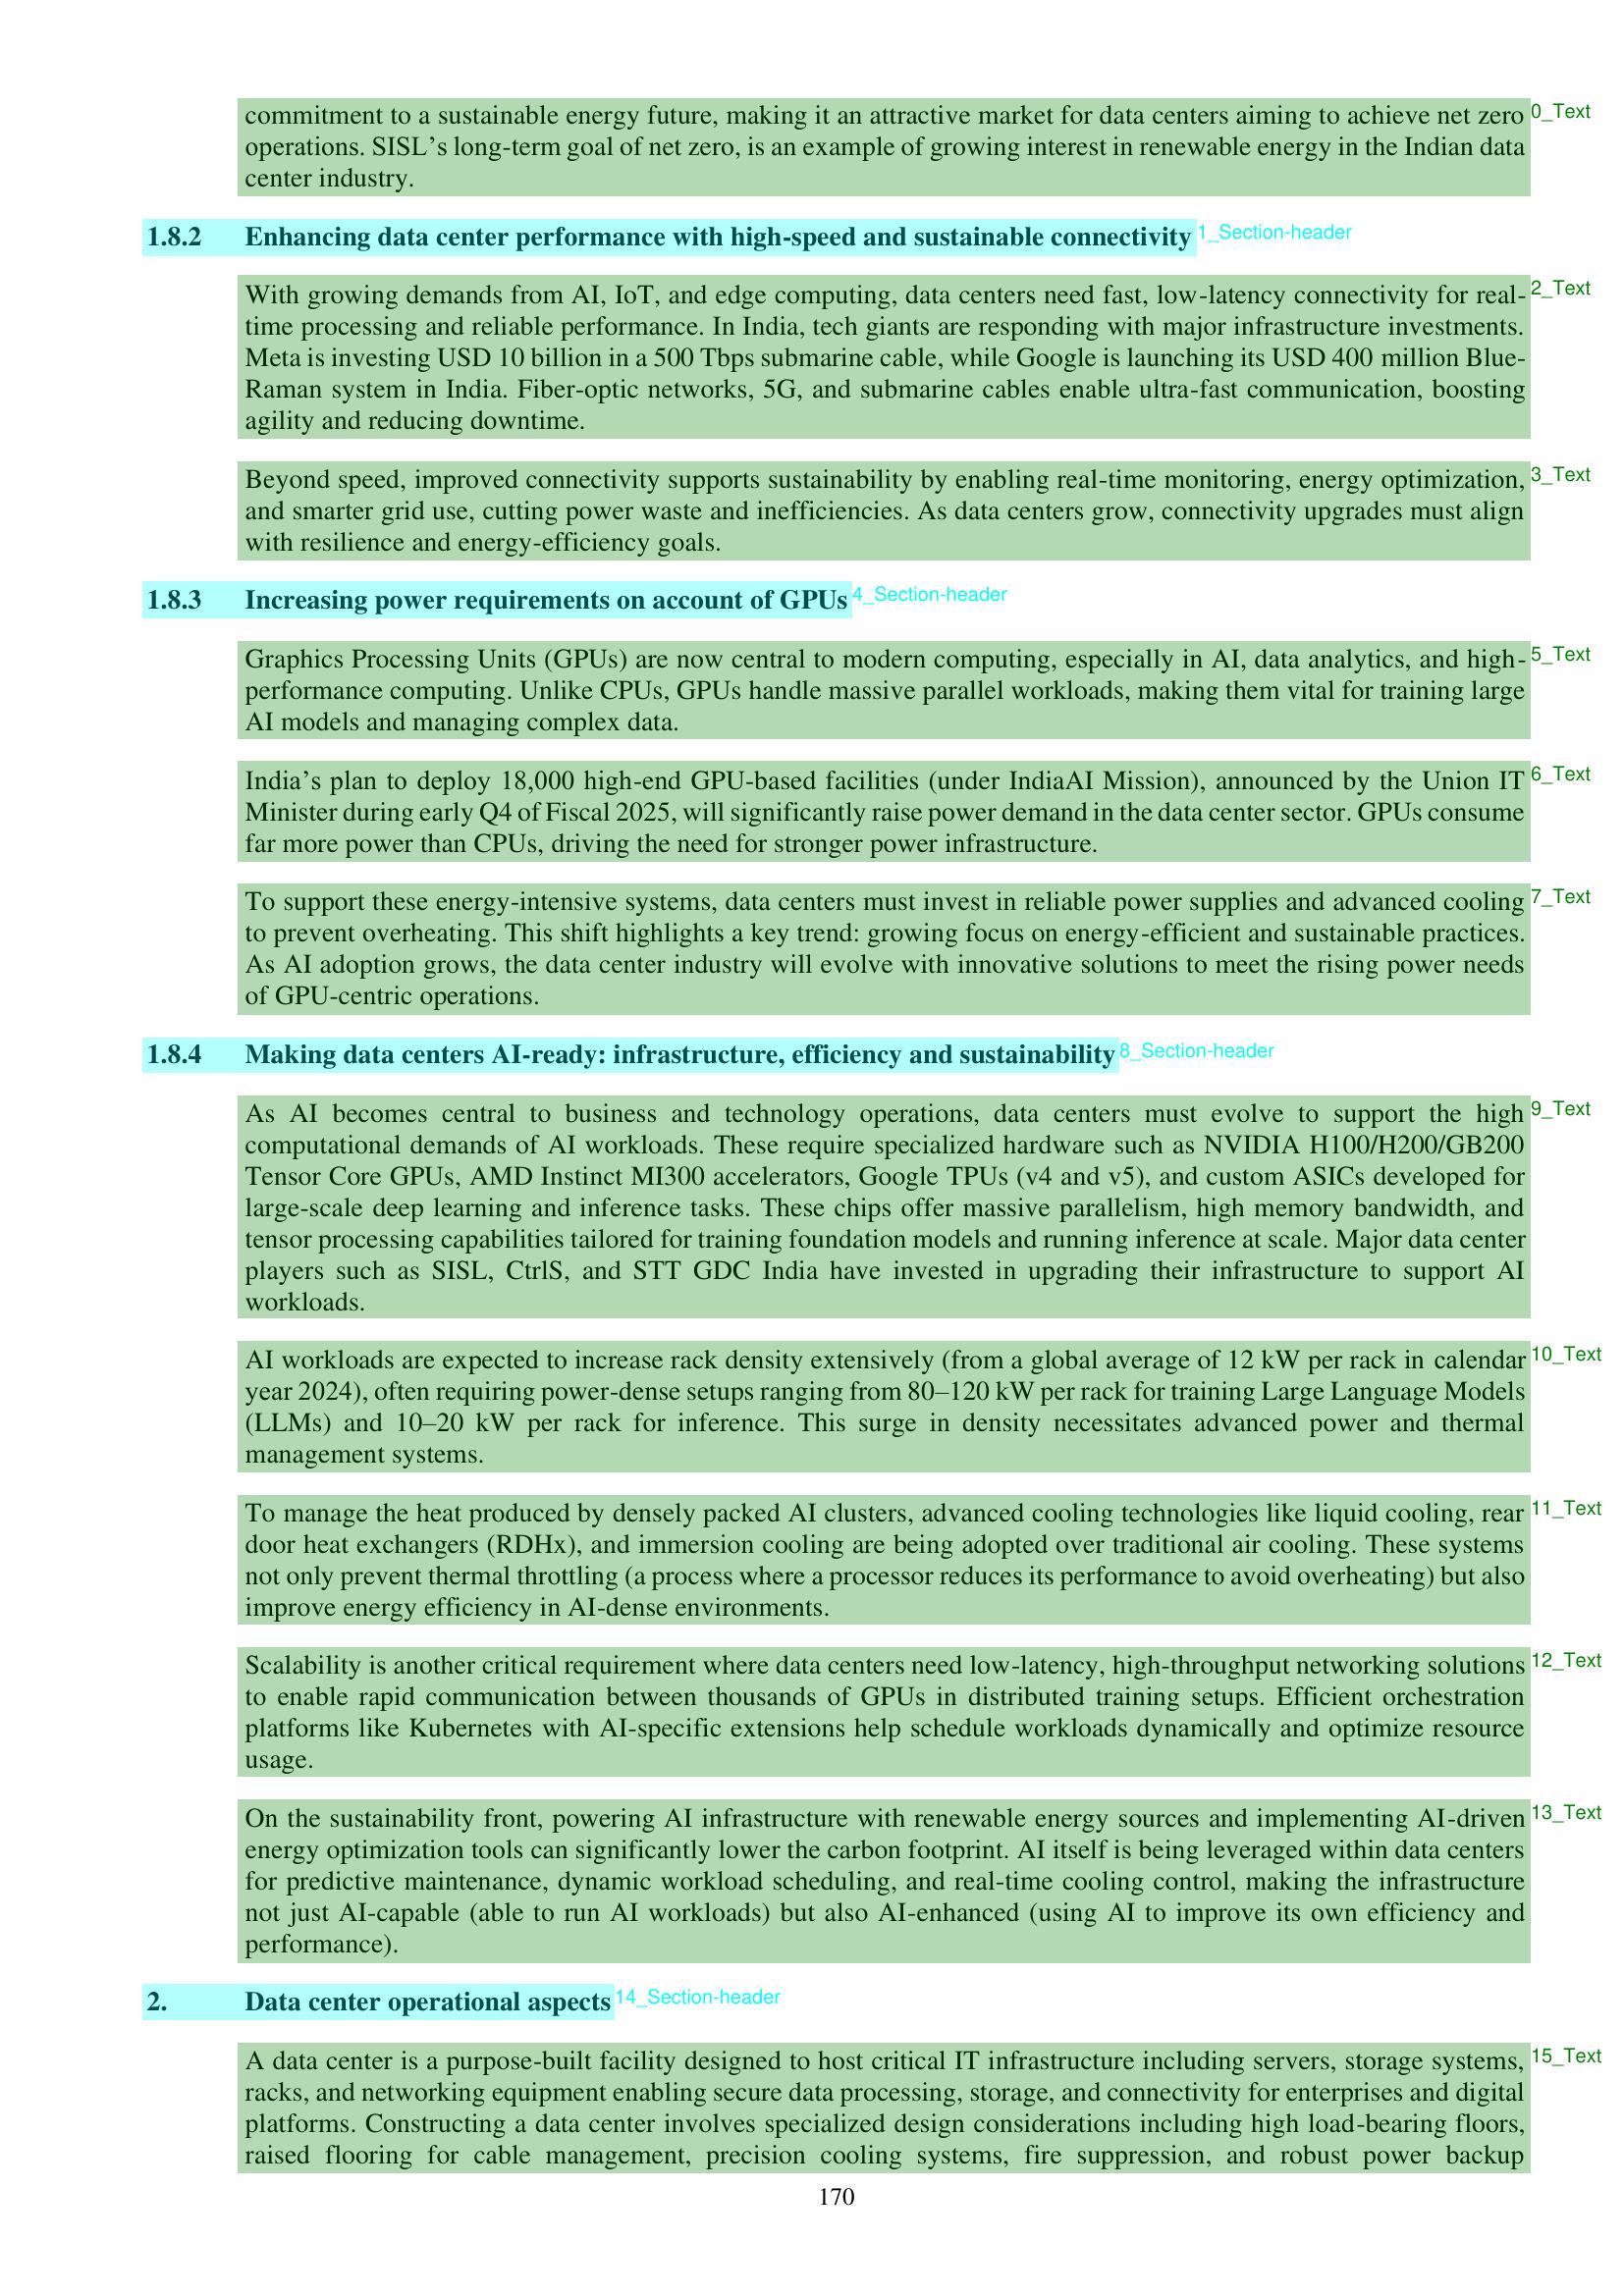 commitment to a sustainable energy future, making it an attractive market for data centers aiming to achieve net zero 0_Text
operations. SISL’s long-term goal of net zero, is an example of growing interest in renewable energy in the Indian data
center industry.
1.8.2 Enhancing data center performance with high-speed and sustainable connectivity 1_Section-header
With growing demands from AI, IoT, and edge computing, data centers need fast, low-latency connectivity for real- 2_Text
time processing and reliable performance. In India, tech giants are responding with major infrastructure investments.
Meta is investing USD 10 billion in a 500 Tbps submarine cable, while Google is launching its USD 400 million Blue-
Raman system in India. Fiber-optic networks, 5G, and submarine cables enable ultra-fast communication, boosting
agility and reducing downtime.
Beyond speed, improved connectivity supports sustainability by enabling real-time monitoring, energy optimization, 3_Text
and smarter grid use, cutting power waste and inefficiencies. As data centers grow, connectivity upgrades must align
with resilience and energy-efficiency goals.
1.8.3 Increasing power requirements on account of GPUs 4_Section-header
Graphics Processing Units (GPUs) are now central to modern computing, especially in AI, data analytics, and high- 5_Text
performance computing. Unlike CPUs, GPUs handle massive parallel workloads, making them vital for training large
AI models and managing complex data.
India’s plan to deploy 18,000 high-end GPU-based facilities (under IndiaAI Mission), announced by the Union IT 6_Text
Minister during early Q4 of Fiscal 2025, will significantly raise power demand in the data center sector. GPUs consume
far more power than CPUs, driving the need for stronger power infrastructure.
To support these energy-intensive systems, data centers must invest in reliable power supplies and advanced cooling 7_Text
to prevent overheating. This shift highlights a key trend: growing focus on energy-efficient and sustainable practices.
As AI adoption grows, the data center industry will evolve with innovative solutions to meet the rising power needs
of GPU-centric operations.
1.8.4 Making data centers AI-ready: infrastructure, efficiency and sustainability 8_Section-header
As AI becomes central to business and technology operations, data centers must evolve to support the high 9_Text
computational demands of AI workloads. These require specialized hardware such as NVIDIA H100/H200/GB200
Tensor Core GPUs, AMD Instinct MI300 accelerators, Google TPUs (v4 and v5), and custom ASICs developed for
large-scale deep learning and inference tasks. These chips offer massive parallelism, high memory bandwidth, and
tensor processing capabilities tailored for training foundation models and running inference at scale. Major data center
players such as SISL, CtrlS, and STT GDC India have invested in upgrading their infrastructure to support AI
workloads.
AI workloads are expected to increase rack density extensively (from a global average of 12 kW per rack in calendar 10_Text
year 2024), often requiring power-dense setups ranging from 80–120 kW per rack for training Large Language Models
(LLMs) and 10–20 kW per rack for inference. This surge in density necessitates advanced power and thermal
management systems.
To manage the heat produced by densely packed AI clusters, advanced cooling technologies like liquid cooling, rear 11_Text
door heat exchangers (RDHx), and immersion cooling are being adopted over traditional air cooling. These systems
not only prevent thermal throttling (a process where a processor reduces its performance to avoid overheating) but also
improve energy efficiency in AI-dense environments.
Scalability is another critical requirement where data centers need low-latency, high-throughput networking solutions 12_Text
to enable rapid communication between thousands of GPUs in distributed training setups. Efficient orchestration
platforms like Kubernetes with AI-specific extensions help schedule workloads dynamically and optimize resource
usage.
On the sustainability front, powering AI infrastructure with renewable energy sources and implementing AI-driven 13_Text
energy optimization tools can significantly lower the carbon footprint. AI itself is being leveraged within data centers
for predictive maintenance, dynamic workload scheduling, and real-time cooling control, making the infrastructure
not just AI-capable (able to run AI workloads) but also AI-enhanced (using AI to improve its own efficiency and
performance).
2. Data center operational aspects 14_Section-header
A data center is a purpose-built facility designed to host critical IT infrastructure including servers, storage systems, 15_Text
racks, and networking equipment enabling secure data processing, storage, and connectivity for enterprises and digital
platforms. Constructing a data center involves specialized design considerations including high load-bearing floors,
raised flooring for cable management, precision cooling systems, fire suppression, and robust power backup
170